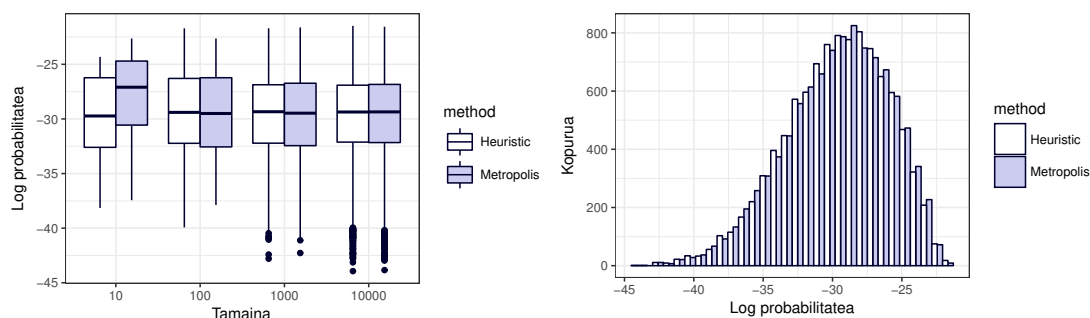 Log probabilitatea
−25
−30
−35
−40
−45
10
100
1000
10000
Tamaina
method
Heuristic
Metropolis
Kopurua
800
600
400
200
0
−45
−40
−35
−30
−25
Log probabilitatea
method
Heuristic
Metropolis